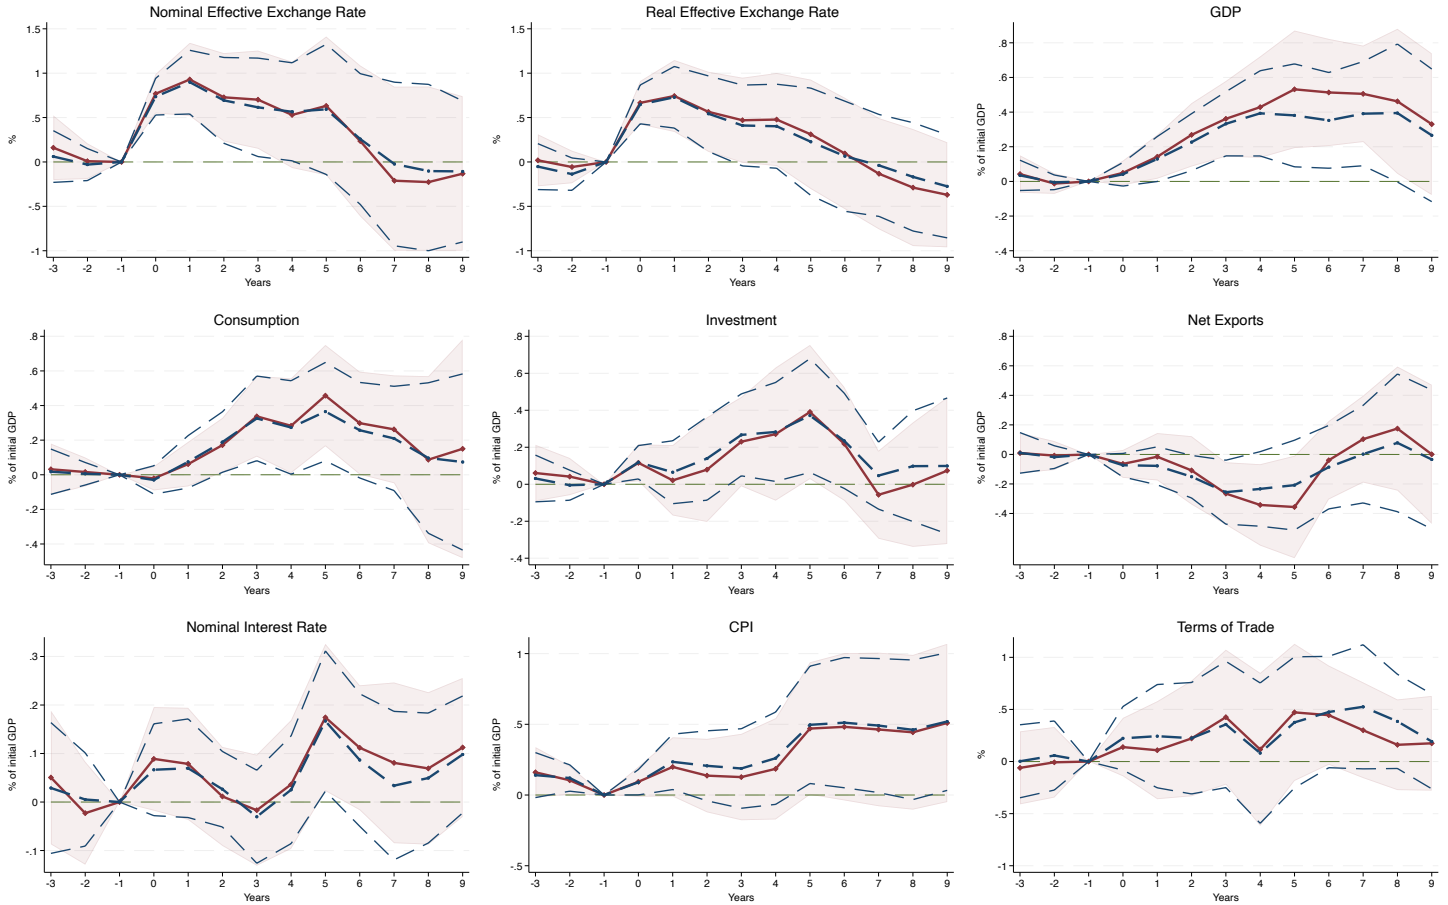 Nominal Effective Exchange Rate
1.5
1
.5
0
-.5
-1
%
-3 -2 -1 0 1 2 3 4 5 6 7 8 9
Years
Real Effective Exchange Rate
1.5
1
.5
0
-.5
-1
%
-3 -2 -1 0 1 2 3 4 5 6 7 8 9
Years
GDP
.8
.6
.4
.2
0
-.2
-.4
% of initial GDP
-3 -2 -1 0 1 2 3 4 5 6 7 8 9
Years
Consumption
.8
.6
.4
.2
0
-.2
-.4
% of initial GDP
-3 -2 -1 0 1 2 3 4 5 6 7 8 9
Years
Investment
.8
.6
.4
.2
0
-.2
-.4
% of initial GDP
-3 -2 -1 0 1 2 3 4 5 6 7 8 9
Years
Net Exports
.8
.6
.4
.2
0
-.2
-.4
% of initial GDP
-3 -2 -1 0 1 2 3 4 5 6 7 8 9
Years
Nominal Interest Rate
.3
.2
.1
0
-.1
% of initial GDP
-3 -2 -1 0 1 2 3 4 5 6 7 8 9
Years
CPI
1
.5
0
-.5
% of initial GDP
-3 -2 -1 0 1 2 3 4 5 6 7 8 9
Years
Terms of Trade
1
.5
0
-.5
-1
%
-3 -2 -1 0 1 2 3 4 5 6 7 8 9
Years